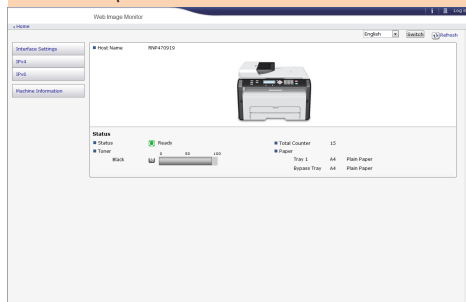 Web Image Monitor
Log in
Home
English
Switch
Refresh
Interface Settings
IPv4
IPv6
Machine Information
Host Name RNP470919
Status
Status Ready
Toner 0 50 100
Black
Total Counter 15
Paper
Tray 1 A4 Plain Paper
Bypass Tray A4 Plain Paper